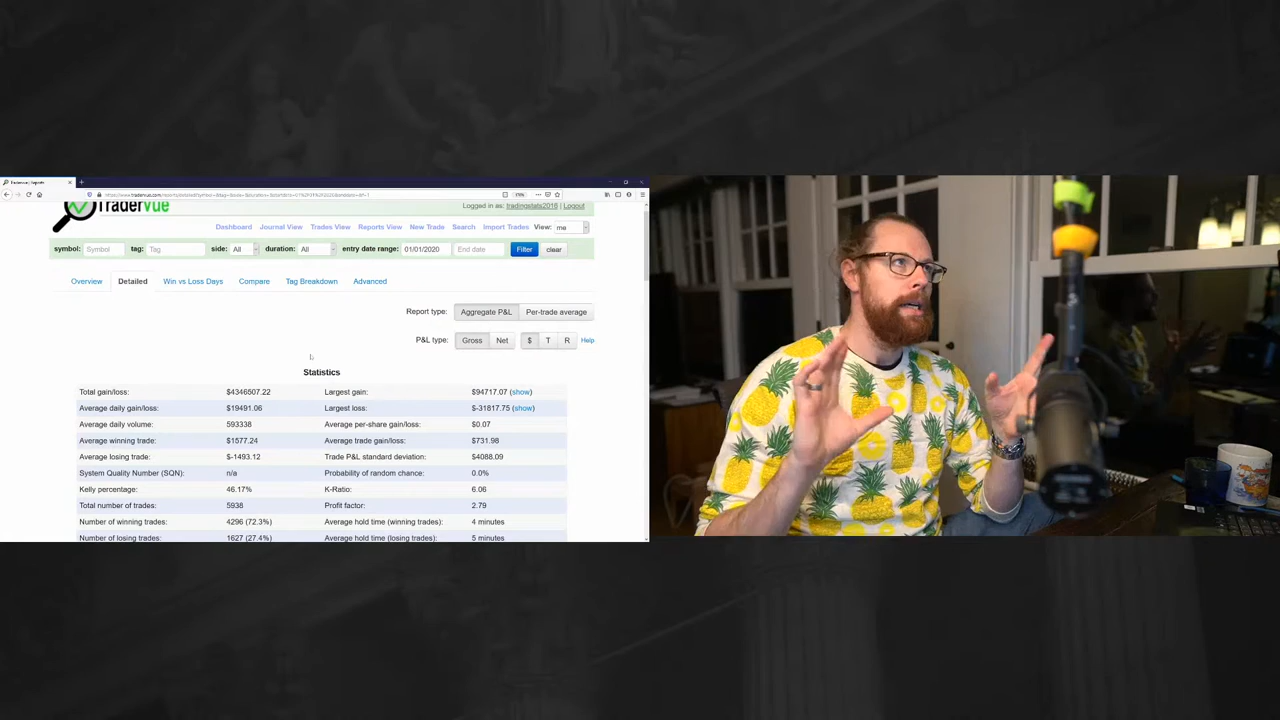 TraderVue | Reports
TraderVue
Logged in as: tradingstats2016 | Logout
Dashboard Journal View Trades View Reports View New Trade Search Import Trades View: me
symbol: Symbol tag: Tag side: All duration: All entry date range: 01/01/2020 End date Filter clear
Overview Detailed Win vs Loss Days Compare Tag Breakdown Advanced
Report type: Aggregate P&L Per-trade average
P&L type: Gross Net $ T R Help
Statistics
Total gain/loss: $4346507.22 Largest gain: $94717.07 (show)
Average daily gain/loss: $19491.06 Largest loss: $-31817.75 (show)
Average daily volume: 593338 Average per-share gain/loss: $0.07
Average winning trade: $1577.24 Average trade gain/loss: $731.98
Average losing trade: $-1493.12 Trade P&L standard deviation: $4088.09
System Quality Number (SQN): n/a Probability of random chance: 0.0%
Kelly percentage: 46.17% K-Ratio: 6.06
Total number of trades: 5938 Profit factor: 2.79
Number of winning trades: 4296 (72.3%) Average hold time (winning trades): 4 minutes
Number of losing trades: 1627 (27.4%) Average hold time (losing trades): 5 minutes